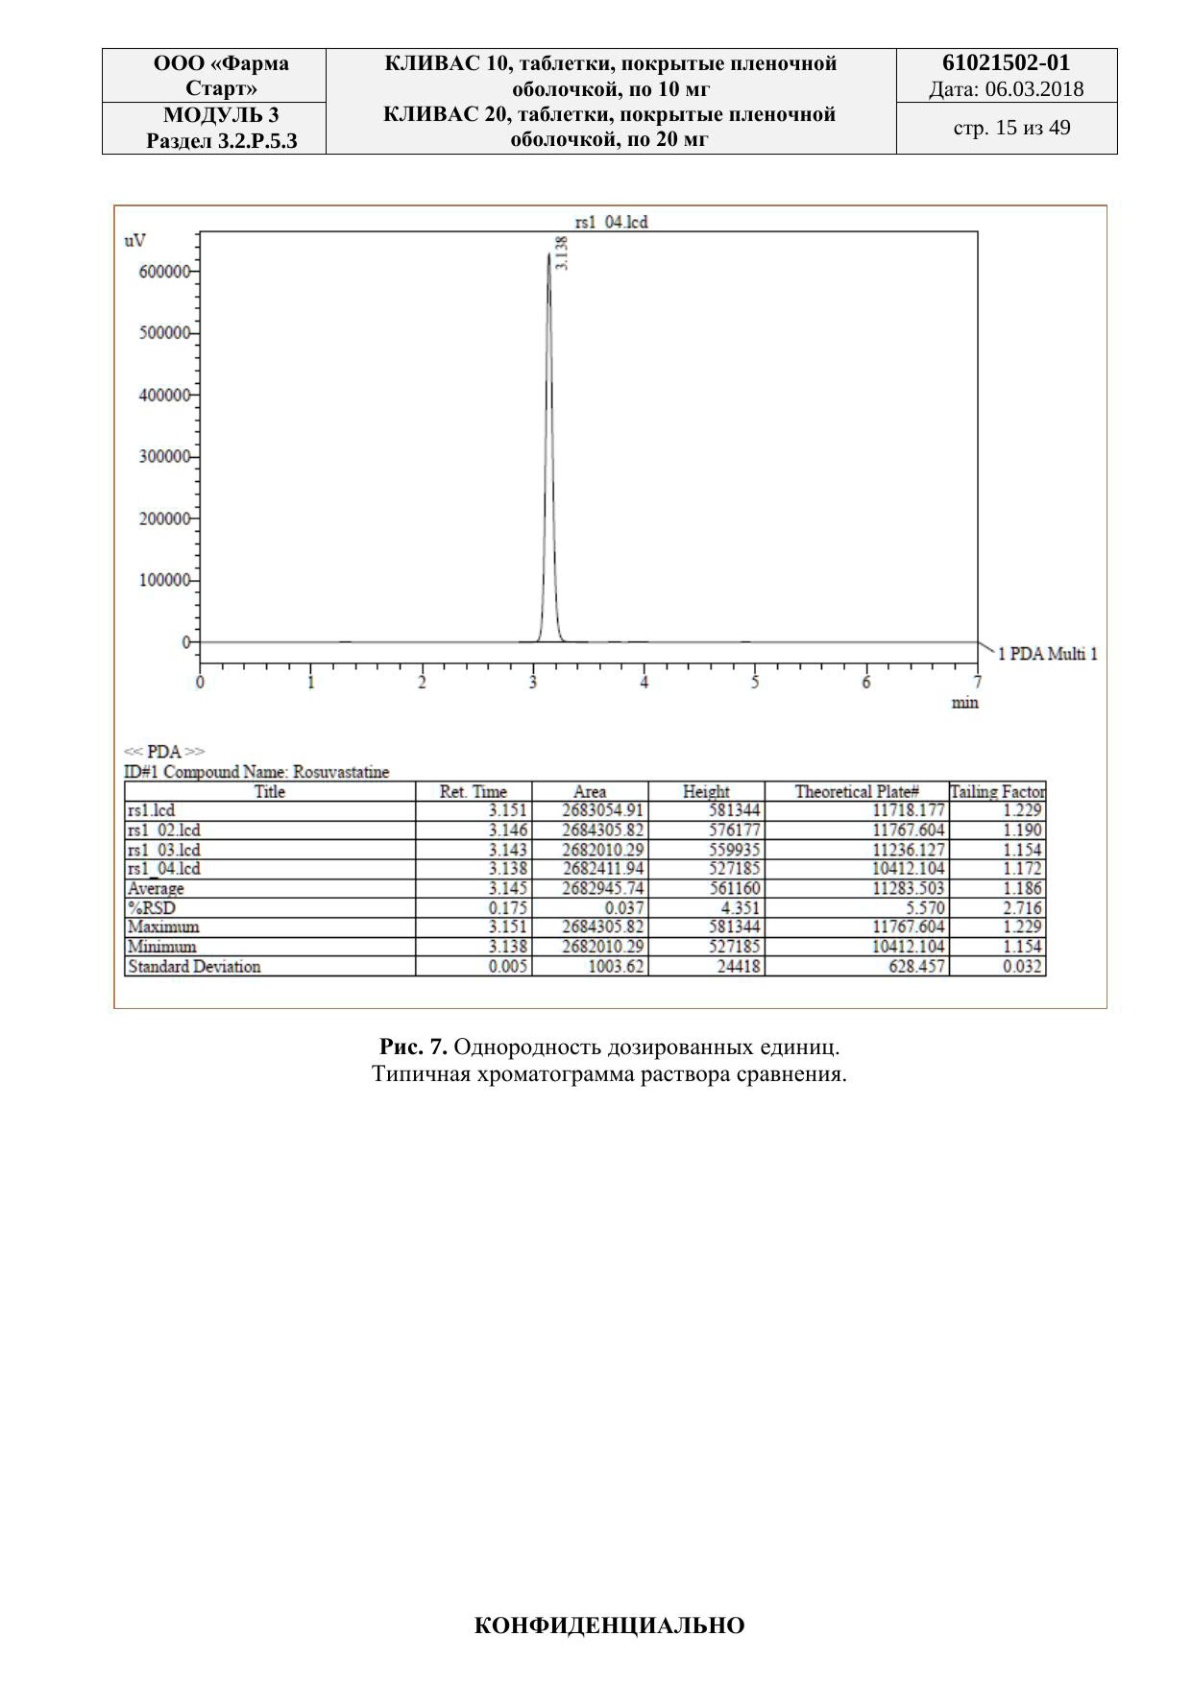 ООО «Фарма
Старт»
КЛИВАС 10, таблетки, покрытые пленочной
оболочкой, по 10 мг
КЛИВАС 20, таблетки, покрытые пленочной
оболочкой, по 20 мг
61021502-01
Дата: 06.03.2018
МОДУЛЬ 3
Раздел 3.2.P.5.3
стр. 15 из 49
rs1_04.lcd
uV
3.138
600000
500000
400000
300000
200000
100000
0
1 PDA Multi 1
0 1 2 3 4 5 6 7
min
<< PDA >>
ID#1 Compound Name: Rosuvastatine
Title Ret. Time Area Height Theoretical Plate# Tailing Factor
rs1.lcd 3.151 2683054.91 581344 11718.177 1.229
rs1_02.lcd 3.146 2684305.82 576177 11767.604 1.190
rs1_03.lcd 3.143 2682010.29 559935 11236.127 1.154
rs1_04.lcd 3.138 2682411.94 527185 10412.104 1.172
Average 3.145 2682945.74 561160 11283.503 1.186
%RSD 0.175 0.037 4.351 5.570 2.716
Maximum 3.151 2684305.82 581344 11767.604 1.229
Minimum 3.138 2682010.29 527185 10412.104 1.154
Standard Deviation 0.005 1003.62 24418 628.457 0.032
Рис. 7. Однородность дозированных единиц.
Типичная хроматограмма раствора сравнения.
КОНФИДЕНЦИАЛЬНО